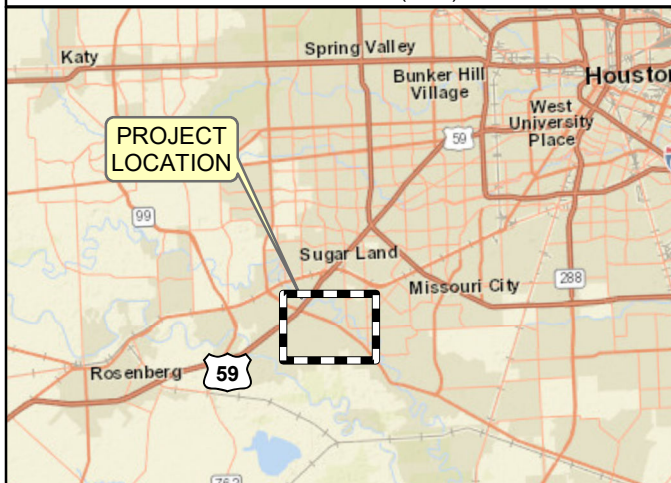 Katy
Spring Valley
Bunker Hill
Village
Houston
West
University
Place
59
PROJECT
LOCATION
99
Sugar Land
Missouri City
288
Rosenberg
59
762